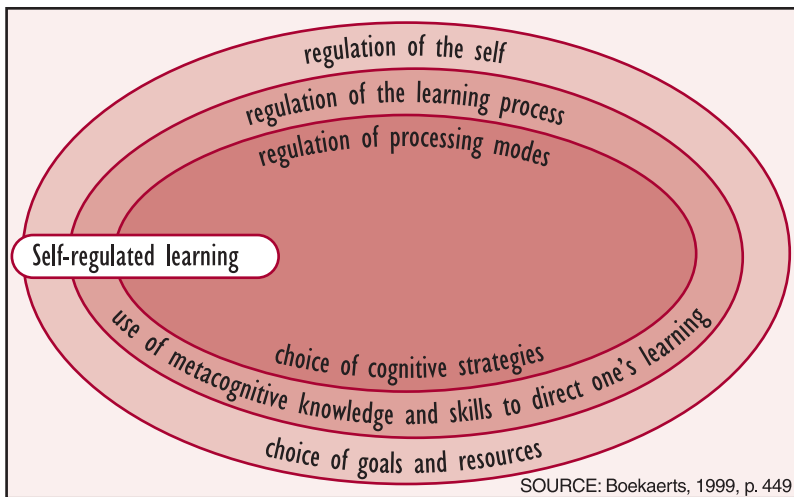 regulation of the self
regulation of the learning process
regulation of processing modes
Self-regulated learning
choice of cognitive strategies
use of metacognitive knowledge and skills to direct one's learning
choice of goals and resources
SOURCE: Boekaerts, 1999, p. 449